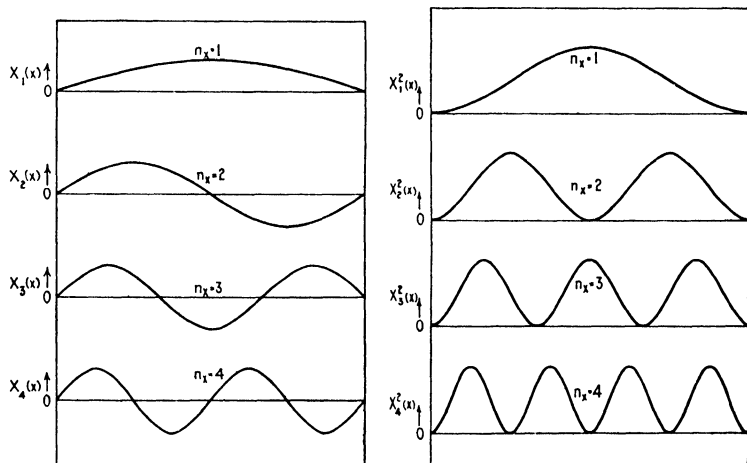 X₁(x)
0
nₓ=1
X₂(x)
0
nₓ=2
X₃(x)
0
nₓ=3
X₄(x)
0
nₓ=4
X₁²(x)
0
nₓ=1
X₂²(x)
0
nₓ=2
X₃²(x)
0
nₓ=3
X₄²(x)
0
nₓ=4